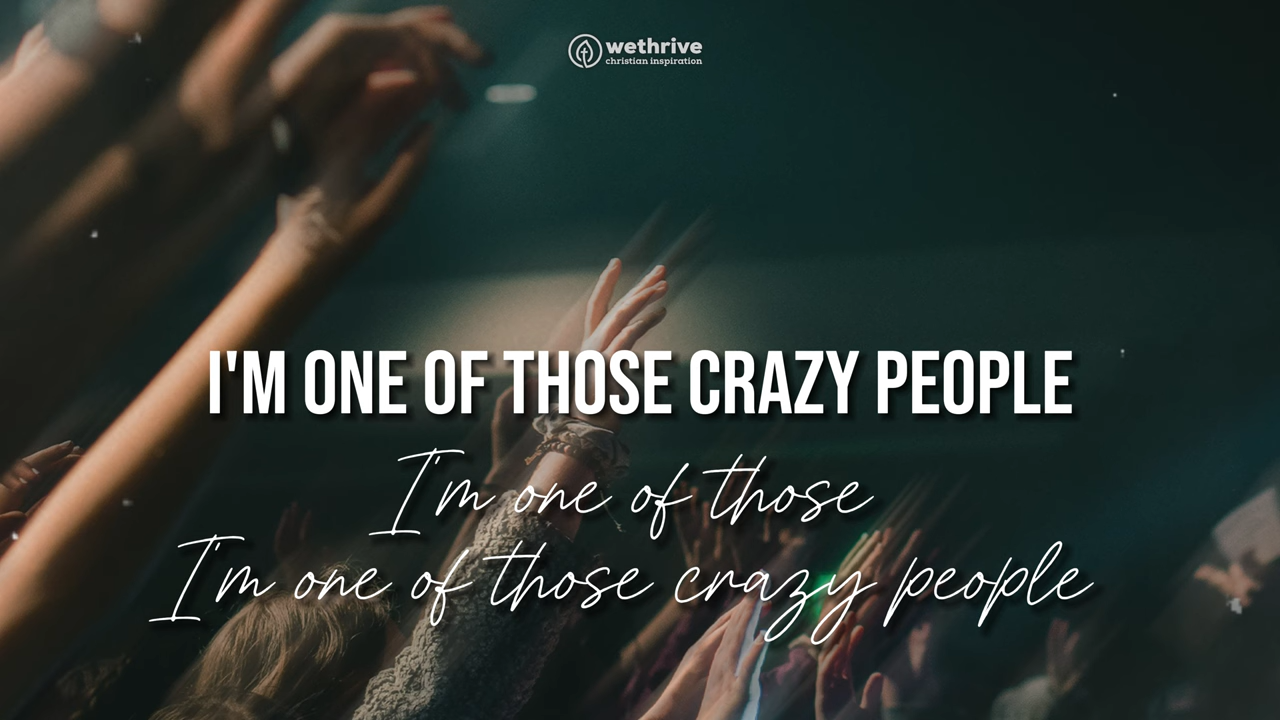 wethrive
christian inspiration
I'M ONE OF THOSE CRAZY PEOPLE
I'm one of those
I'm one of those crazy people